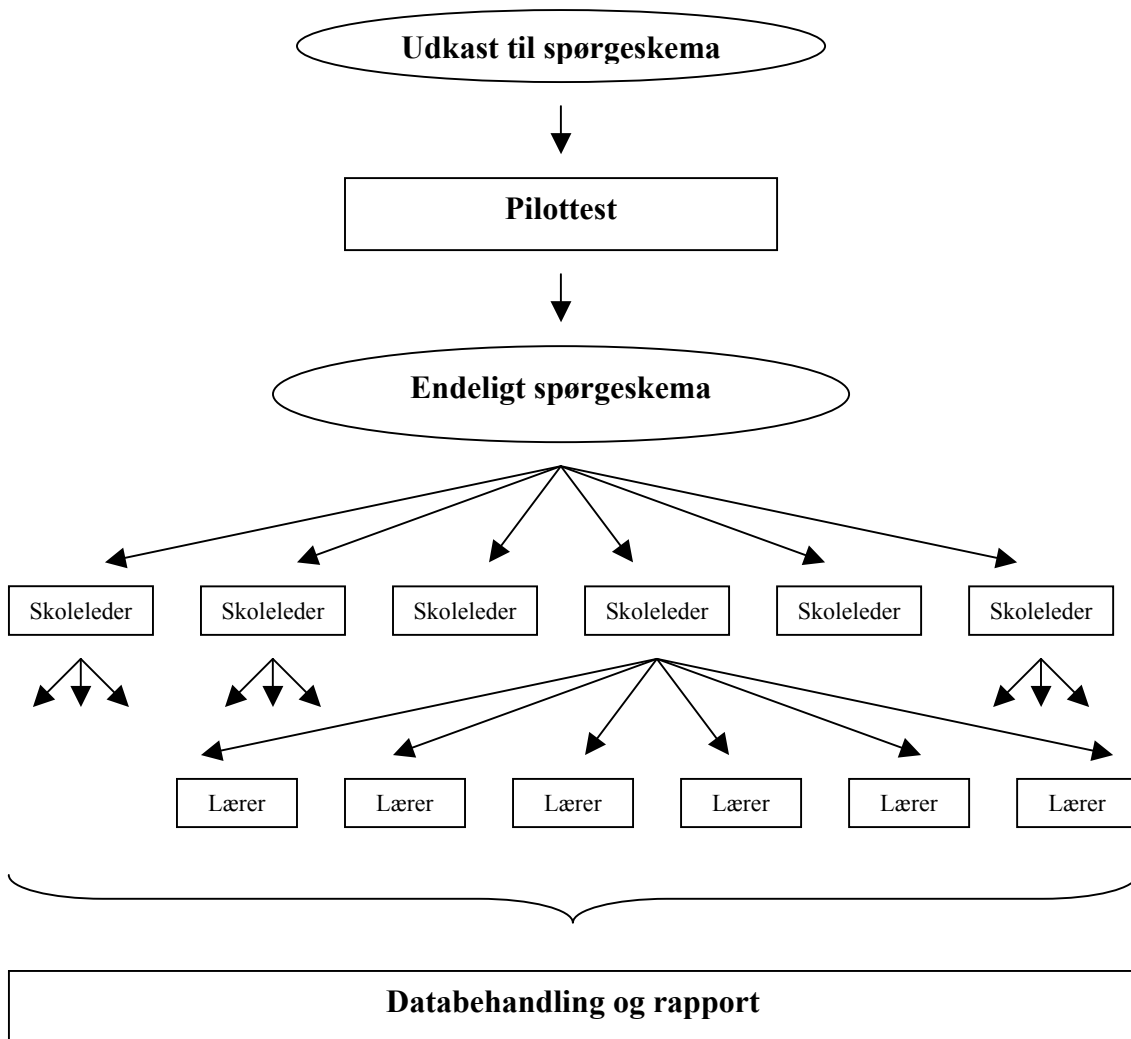 Udkast til spørgeskema
Pilottest
Endeligt spørgeskema
Skoleleder Skoleleder Skoleleder Skoleleder Skoleleder Skoleleder
Lærer Lærer Lærer Lærer Lærer Lærer
Databehandling og rapport